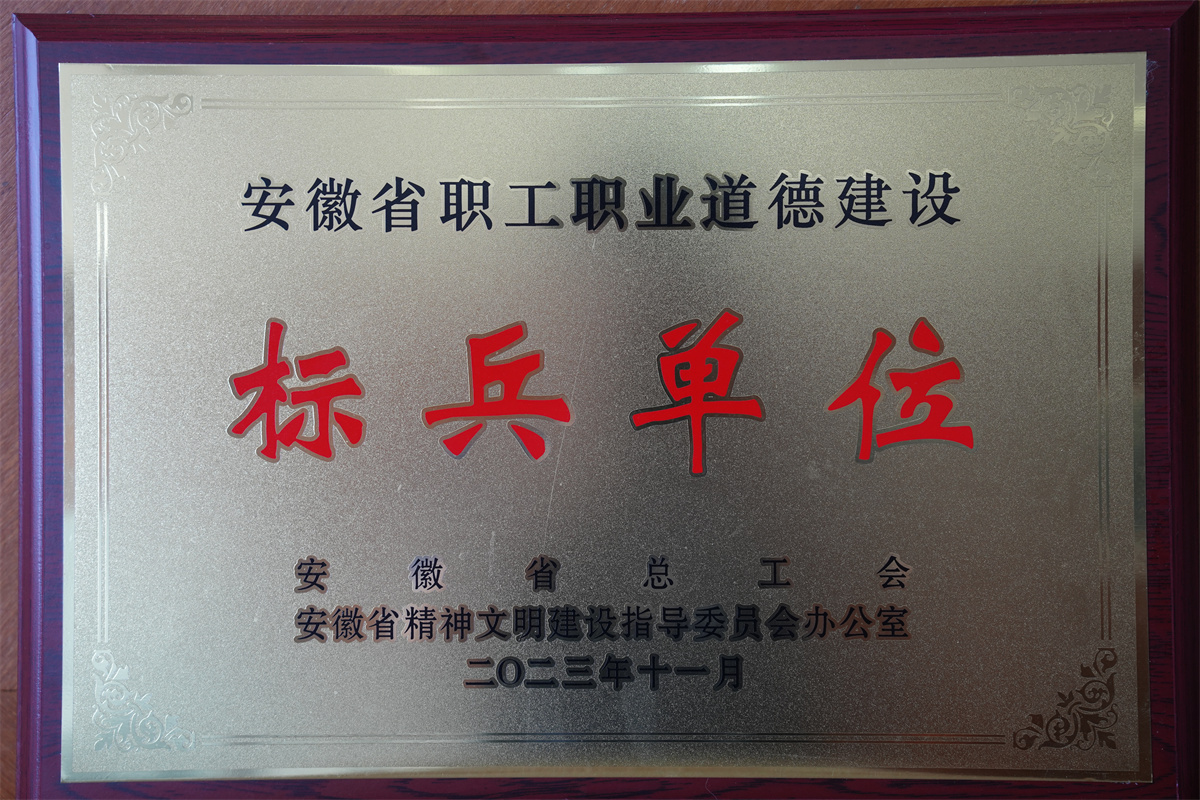 安徽省职工职业道德建设
标兵单位
安徽省总工会
安徽省精神文明建设指导委员会办公室
二〇二三年十一月